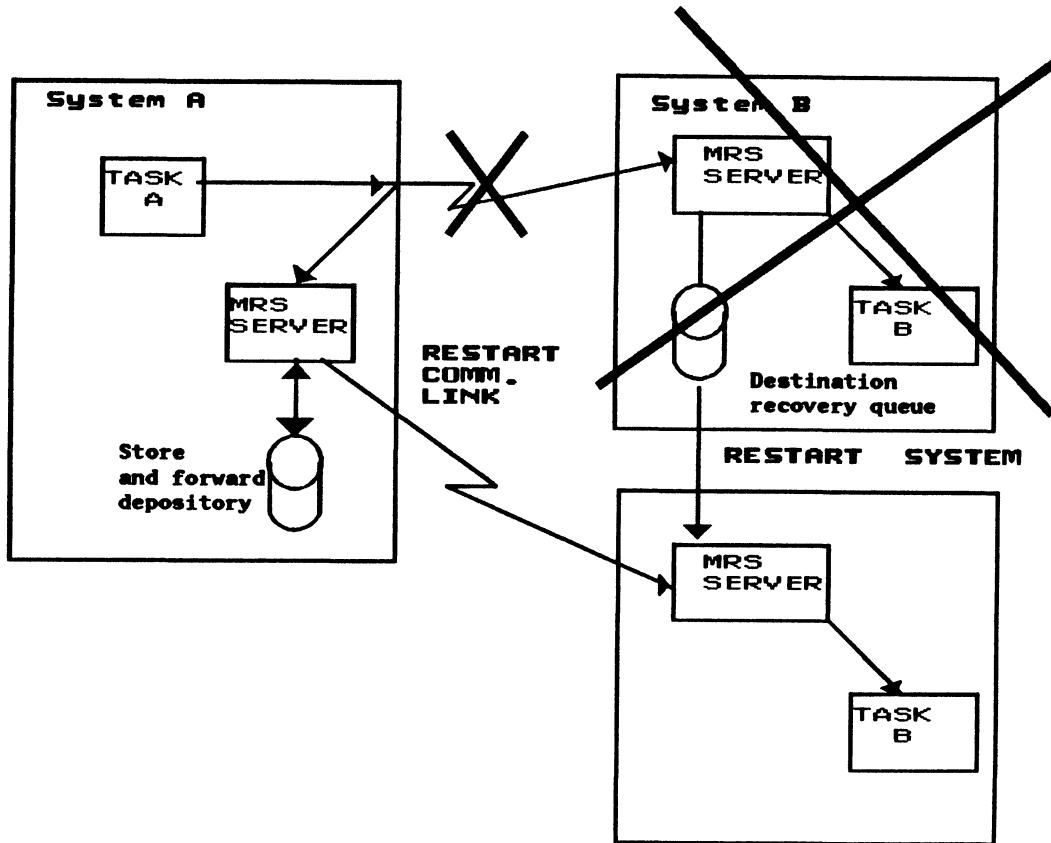 System A
TASK
A
MRS
SERVER
Store
and forward
depository
RESTART
COMM.
LINK
System B
MRS
SERVER
TASK
B
Destination
recovery queue
RESTART SYSTEM
MRS
SERVER
TASK
B